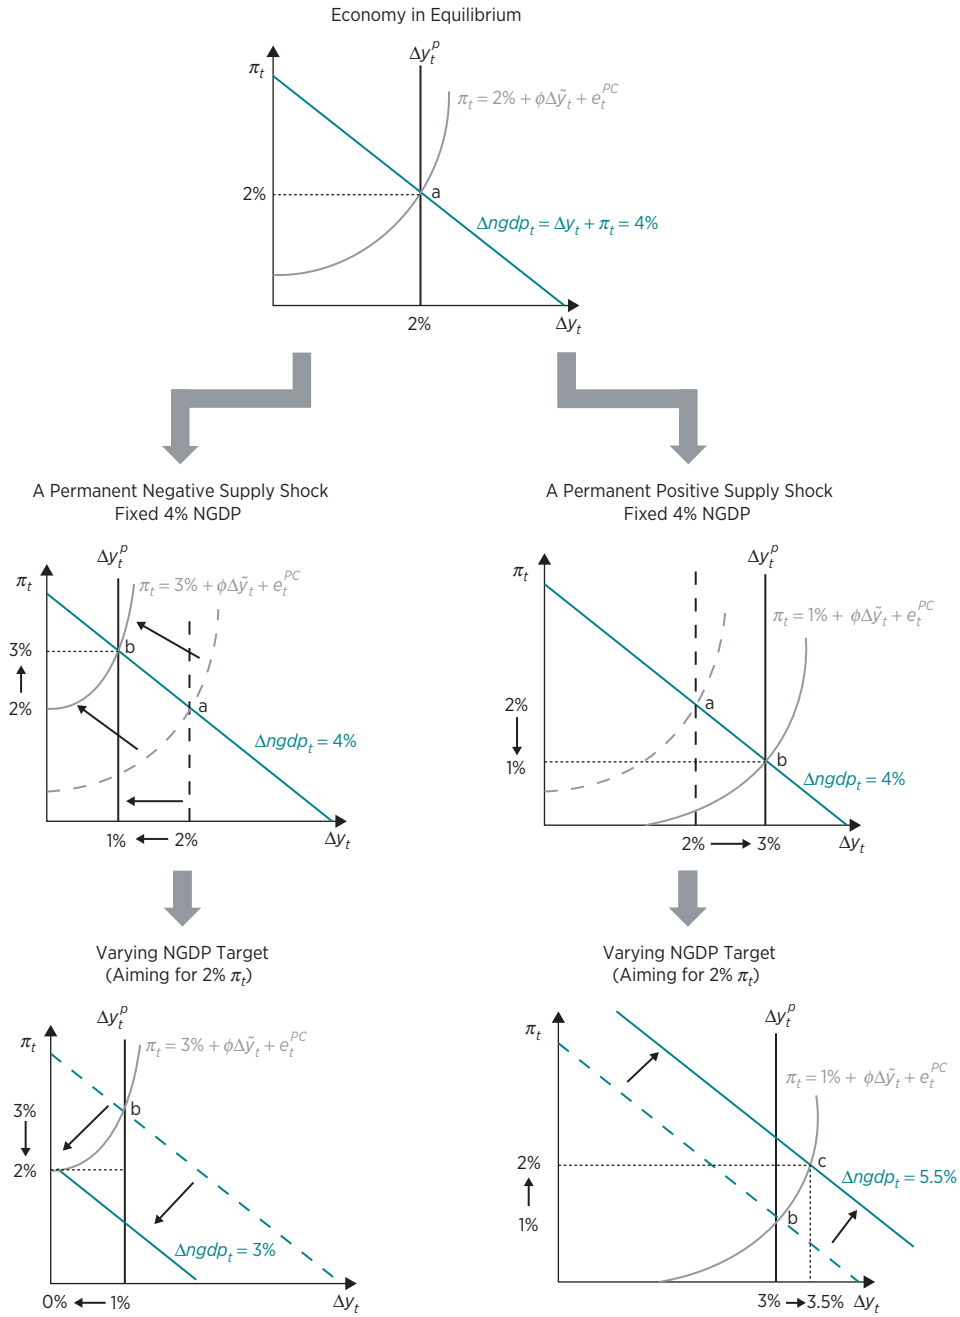 Economy in Equilibrium
Δyₜᵖ
πₜ
πₜ = 2% + ϕΔỹₜ + eₜᴾᶜ
2%
a
Δngdpₜ = Δyₜ + πₜ = 4%
2%
Δyₜ
A Permanent Negative Supply Shock
Fixed 4% NGDP
Δyₜᵖ
πₜ
πₜ = 3% + ϕΔỹₜ + eₜᴾᶜ
3%
b
2%
a
Δngdpₜ = 4%
1%
2%
Δyₜ
A Permanent Positive Supply Shock
Fixed 4% NGDP
Δyₜᵖ
πₜ
πₜ = 1% + ϕΔỹₜ + eₜᴾᶜ
2%
a
1%
b
Δngdpₜ = 4%
2%
3%
Δyₜ
Varying NGDP Target
(Aiming for 2% πₜ)
Δyₜᵖ
πₜ
πₜ = 3% + ϕΔỹₜ + eₜᴾᶜ
3%
b
2%
Δngdpₜ = 3%
0%
1%
Δyₜ
Varying NGDP Target
(Aiming for 2% πₜ)
Δyₜᵖ
πₜ
πₜ = 1% + ϕΔỹₜ + eₜᴾᶜ
2%
c
Δngdpₜ = 5.5%
1%
b
3%
3.5%
Δyₜ